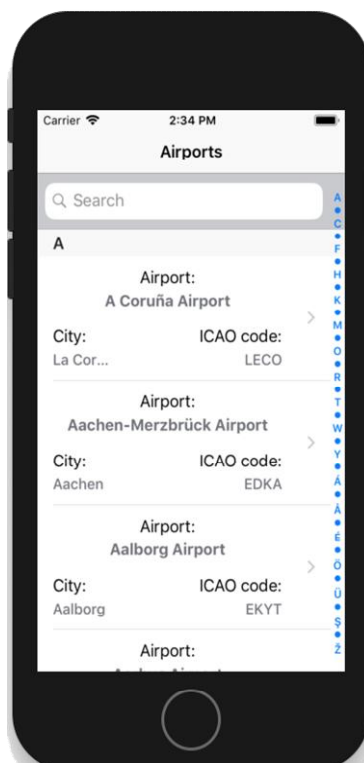 Carrier 2:34 PM
Airports
Search
A
Airport:
A Coruña Airport
City: ICAO code:
La Cor... LECO
Airport:
Aachen-Merzbrück Airport
City: ICAO code:
Aachen EDKA
Airport:
Aalborg Airport
City: ICAO code:
Aalborg EKYT
Airport:
A
C
F
H
K
M
O
R
T
W
Y
Á
Å
É
Ö
Ü
Ş
Ž